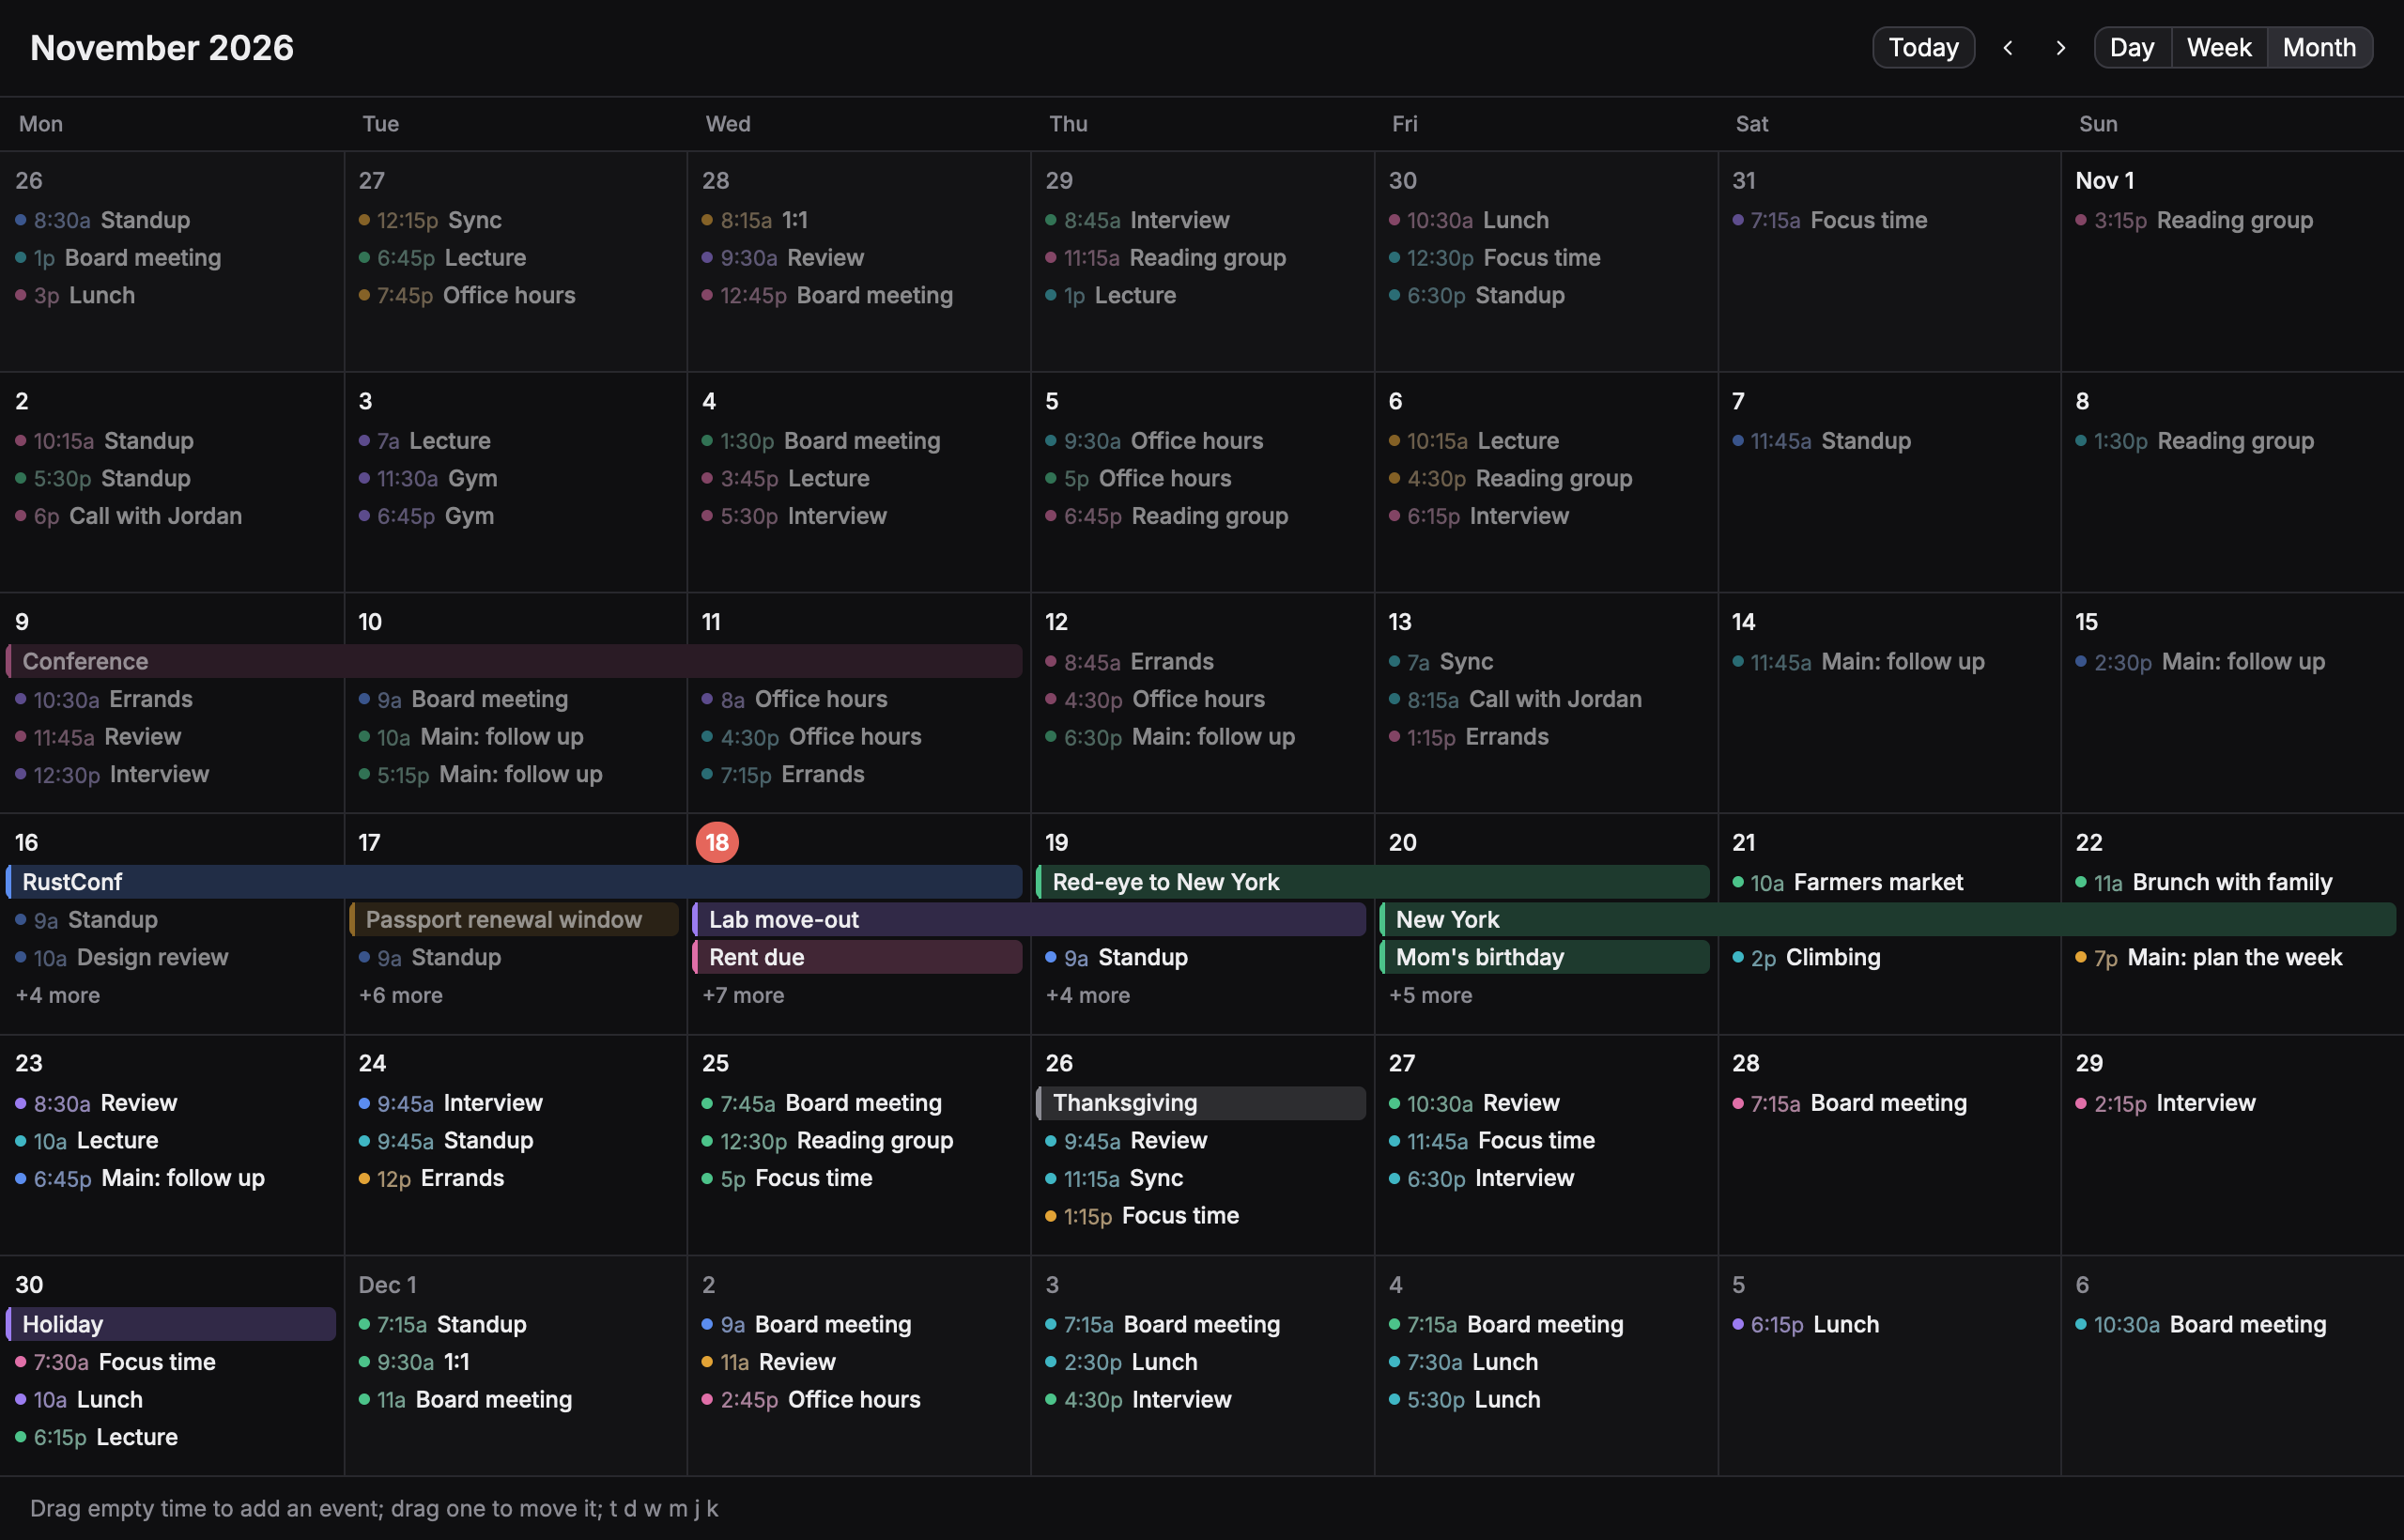 November 2026
Today
Day Week Month
Mon Tue Wed Thu Fri Sat Sun
26
8:30a Standup
1p Board meeting
3p Lunch
27
12:15p Sync
6:45p Lecture
7:45p Office hours
28
8:15a 1:1
9:30a Review
12:45p Board meeting
29
8:45a Interview
11:15a Reading group
1p Lecture
30
10:30a Lunch
12:30p Focus time
6:30p Standup
31
7:15a Focus time
Nov 1
3:15p Reading group
2
10:15a Standup
5:30p Standup
6p Call with Jordan
3
7a Lecture
11:30a Gym
6:45p Gym
4
1:30p Board meeting
3:45p Lecture
5:30p Interview
5
9:30a Office hours
5p Office hours
6:45p Reading group
6
10:15a Lecture
4:30p Reading group
6:15p Interview
7
11:45a Standup
8
1:30p Reading group
9
Conference
10:30a Errands
11:45a Review
12:30p Interview
10
9a Board meeting
10a Main: follow up
5:15p Main: follow up
11
8a Office hours
4:30p Office hours
7:15p Errands
12
8:45a Errands
4:30p Office hours
6:30p Main: follow up
13
7a Sync
8:15a Call with Jordan
1:15p Errands
14
11:45a Main: follow up
15
2:30p Main: follow up
16
RustConf
9a Standup
10a Design review
+4 more
17
Passport renewal window
9a Standup
+6 more
18
Lab move-out
Rent due
+7 more
19
Red-eye to New York
9a Standup
+4 more
20
New York
Mom's birthday
+5 more
21
10a Farmers market
2p Climbing
22
11a Brunch with family
7p Main: plan the week
23
8:30a Review
10a Lecture
6:45p Main: follow up
24
9:45a Interview
9:45a Standup
12p Errands
25
7:45a Board meeting
12:30p Reading group
5p Focus time
26
Thanksgiving
9:45a Review
11:15a Sync
1:15p Focus time
27
10:30a Review
11:45a Focus time
6:30p Interview
28
7:15a Board meeting
29
2:15p Interview
30
Holiday
7:30a Focus time
10a Lunch
6:15p Lecture
Dec 1
7:15a Standup
9:30a 1:1
11a Board meeting
2
9a Board meeting
11a Review
2:45p Office hours
3
7:15a Board meeting
2:30p Lunch
4:30p Interview
4
7:15a Board meeting
7:30a Lunch
5:30p Lunch
5
6:15p Lunch
6
10:30a Board meeting
Drag empty time to add an event; drag one to move it; t d w m j k